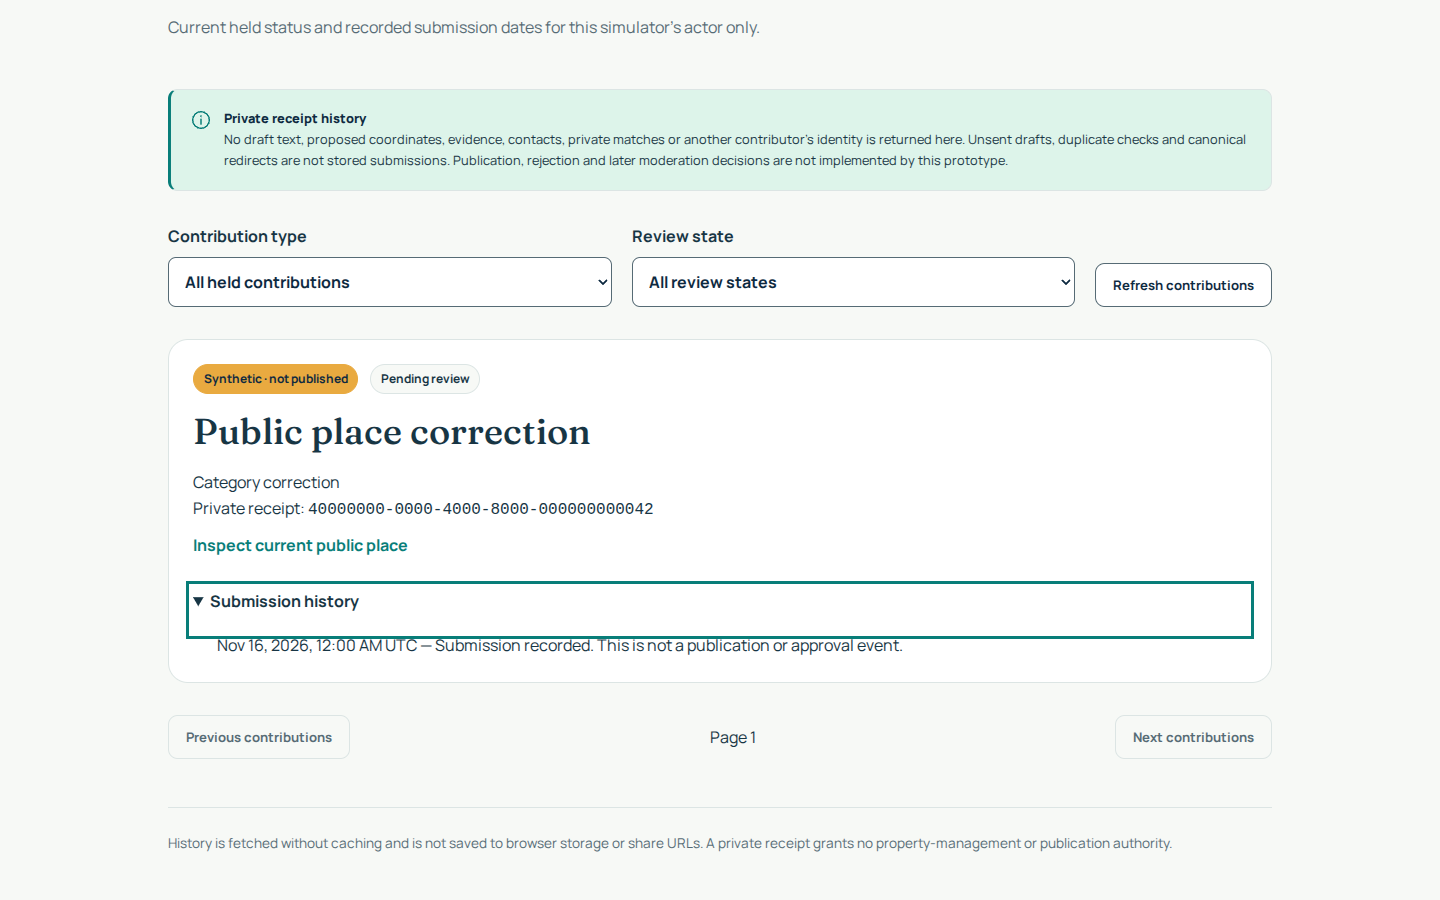 Current held status and recorded submission dates for this simulator's actor only.
Private receipt history
No draft text, proposed coordinates, evidence, contacts, private matches or another contributor's identity is returned here. Unsent drafts, duplicate checks and canonical
redirects are not stored submissions. Publication, rejection and later moderation decisions are not implemented by this prototype.
Contribution type
Review state
All held contributions
All review states
Refresh contributions
Synthetic · not published
Pending review
Public place correction
Category correction
Private receipt: 40000000-0000-4000-8000-000000000042
Inspect current public place
Submission history
Nov 16, 2026, 12:00 AM UTC — Submission recorded. This is not a publication or approval event.
Previous contributions
Page 1
Next contributions
History is fetched without caching and is not saved to browser storage or share URLs. A private receipt grants no property-management or publication authority.